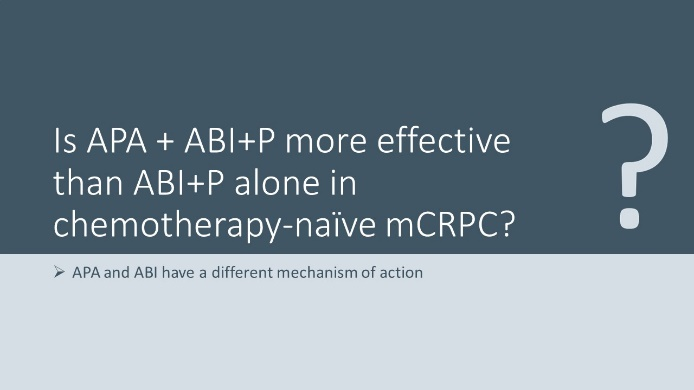 Is APA + ABI+P more effective
than ABI+P alone in
chemotherapy-naïve mCRPC?
?
➢ APA and ABI have a different mechanism of action